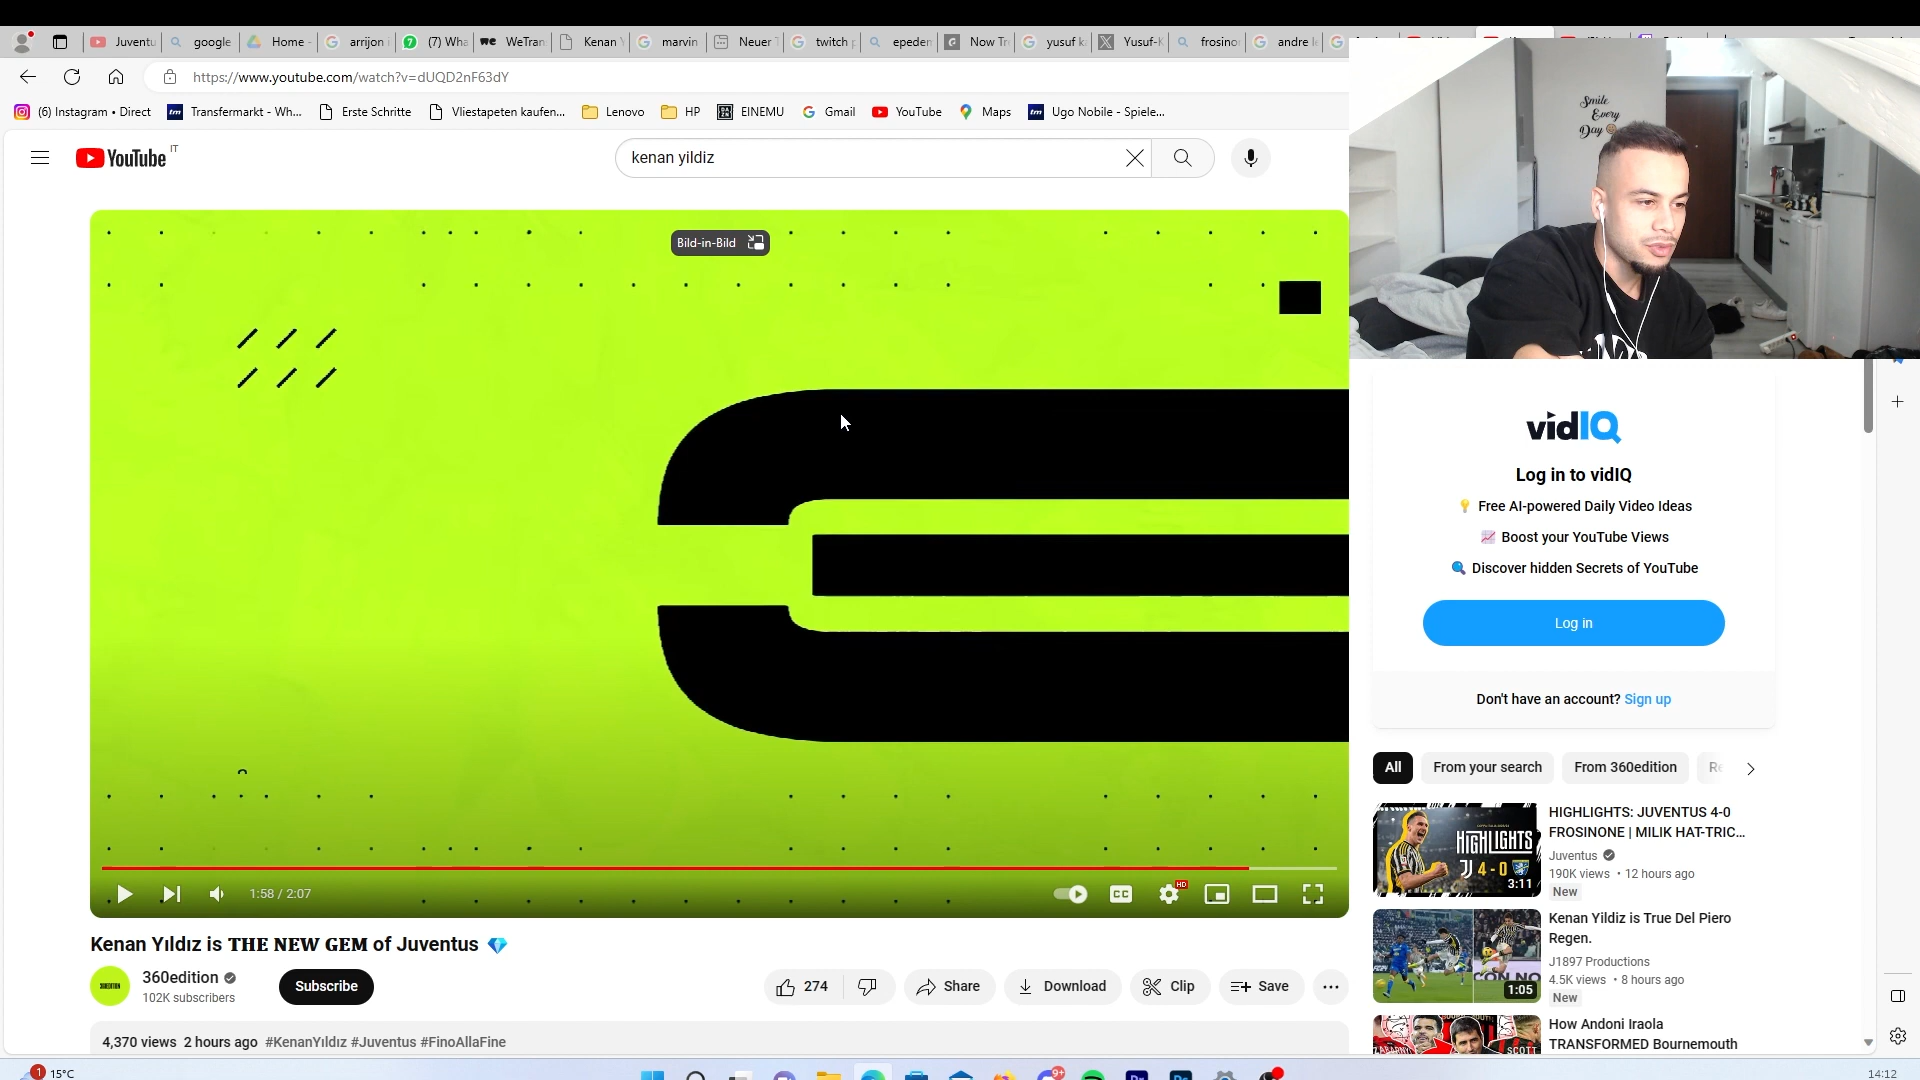 Juventu
google
Home -
arrijon i
(7) Wha
WeTran
Kenan Y
marvin
Neuer T
twitch p
epeden
Now Tr
yusuf k
Yusuf-K
frosino
andre l
https://www.youtube.com/watch?v=dUQD2nF63dY
(6) Instagram • Direct
Transfermarkt - Wh...
Erste Schritte
Vliestapeten kaufen...
Lenovo
HP
EINEMU
Gmail
YouTube
Maps
Ugo Nobile - Spiele...
YouTube IT
kenan yildiz
Smile
Every
Day
Bild-in-Bild
vidIQ
Log in to vidIQ
Free AI-powered Daily Video Ideas
Boost your YouTube Views
Discover hidden Secrets of YouTube
Log in
Don't have an account? Sign up
All
From your search
From 360edition
Re
1:58 / 2:07
CC
HD
HIGHLIGHTS
4-0
3:11
HIGHLIGHTS: JUVENTUS 4-0
FROSINONE | MILIK HAT-TRIC...
Juventus
190K views • 12 hours ago
New
1:05
Kenan Yildiz is True Del Piero
Regen.
J1897 Productions
4.5K views • 8 hours ago
New
SCOTT
How Andoni Iraola
TRANSFORMED Bournemouth
Kenan Yıldız is 𝐓𝐇𝐄 𝐍𝐄𝐖 𝐆𝐄𝐌 of Juventus
360edition
102K subscribers
Subscribe
274
Share
Download
Clip
Save
4,370 views 2 hours ago #KenanYıldız #Juventus #FinoAllaFine
1
15°C
9+
14:12